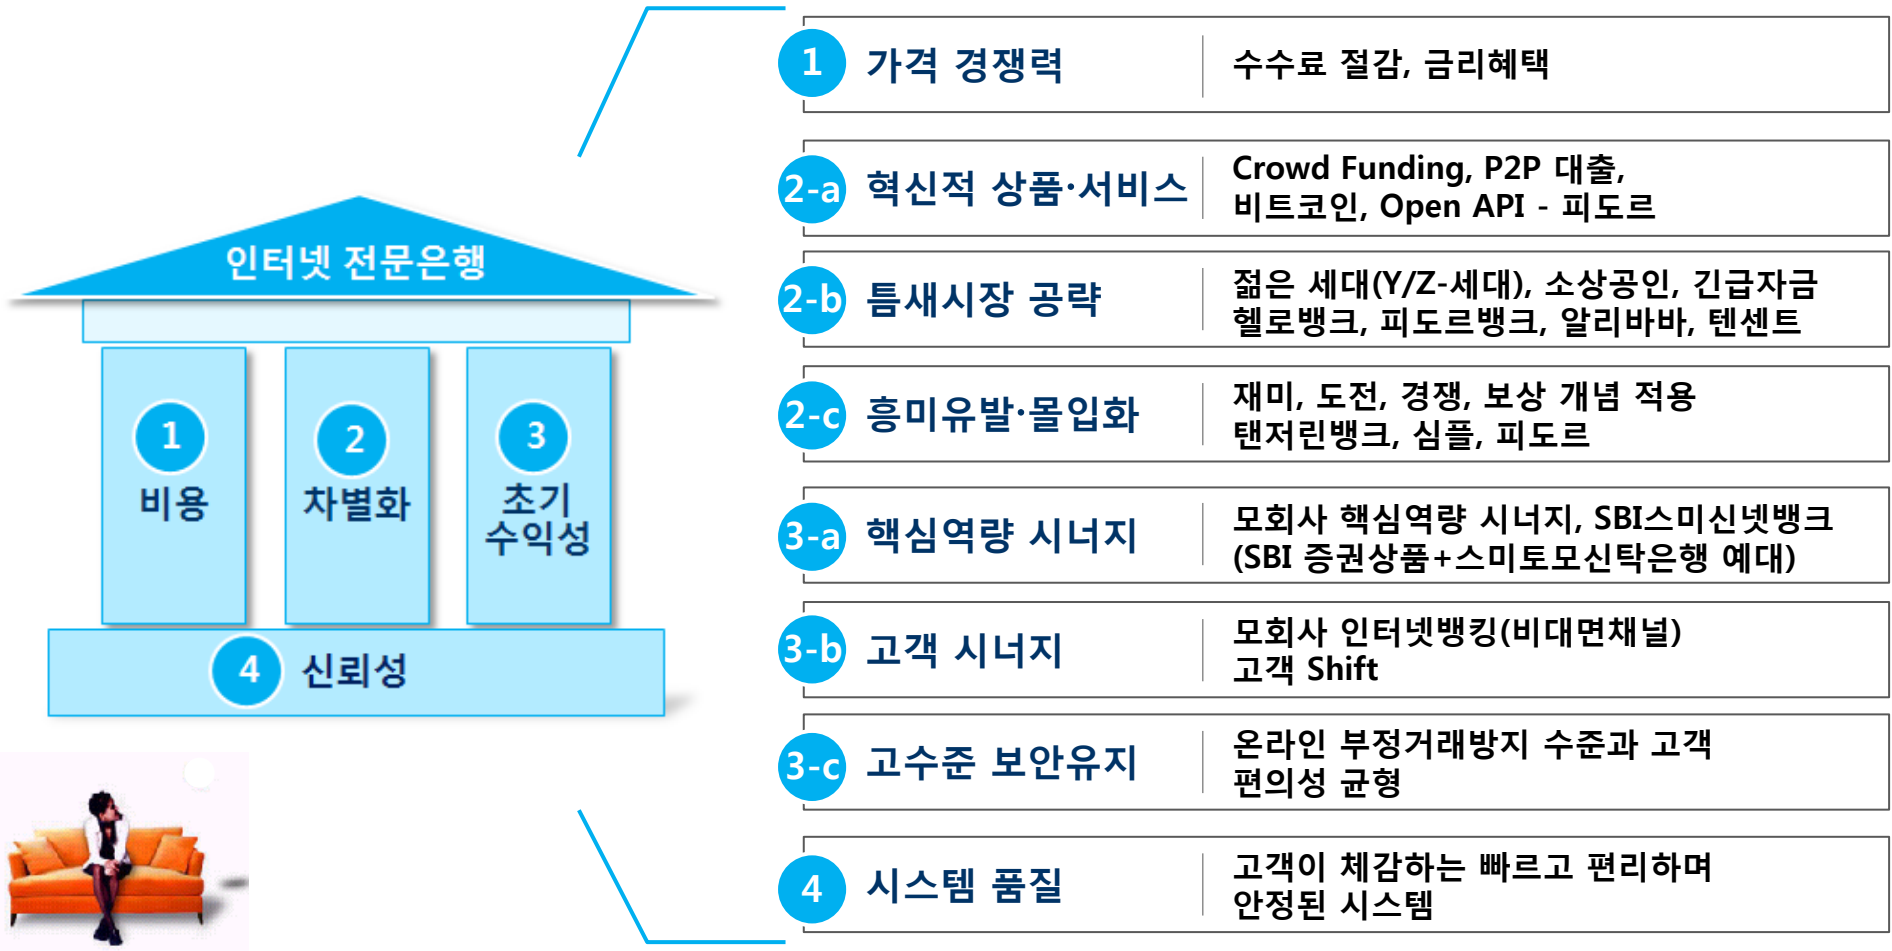 인터넷 전문은행
1
비용
2
차별화
3
초기
수익성
4 신뢰성
1 가격 경쟁력
수수료 절감, 금리혜택
2-a 혁신적 상품·서비스
Crowd Funding, P2P 대출,
비트코인, Open API - 피도르
2-b 틈새시장 공략
젊은 세대(Y/Z-세대), 소상공인, 긴급자금
헬로뱅크, 피도르뱅크, 알리바바, 텐센트
2-c 흥미유발·몰입화
재미, 도전, 경쟁, 보상 개념 적용
탠저린뱅크, 심플, 피도르
3-a 핵심역량 시너지
모회사 핵심역량 시너지, SBI스미신넷뱅크
(SBI 증권상품+스미토모신탁은행 예대)
3-b 고객 시너지
모회사 인터넷뱅킹(비대면채널)
고객 Shift
3-c 고수준 보안유지
온라인 부정거래방지 수준과 고객
편의성 균형
4 시스템 품질
고객이 체감하는 빠르고 편리하며
안정된 시스템